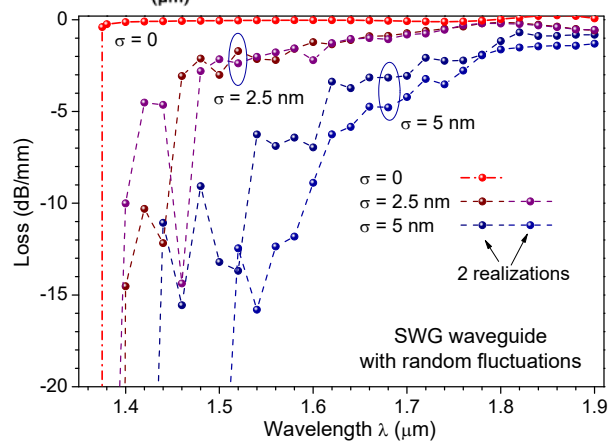 (μm)
0
-5
-10
-15
-20
Loss (dB/mm)
σ = 0
σ = 2.5 nm
σ = 5 nm
σ = 0
σ = 2.5 nm
σ = 5 nm
2 realizations
SWG waveguide
with random fluctuations
1.4
1.5
1.6
1.7
1.8
1.9
Wavelength λ (μm)